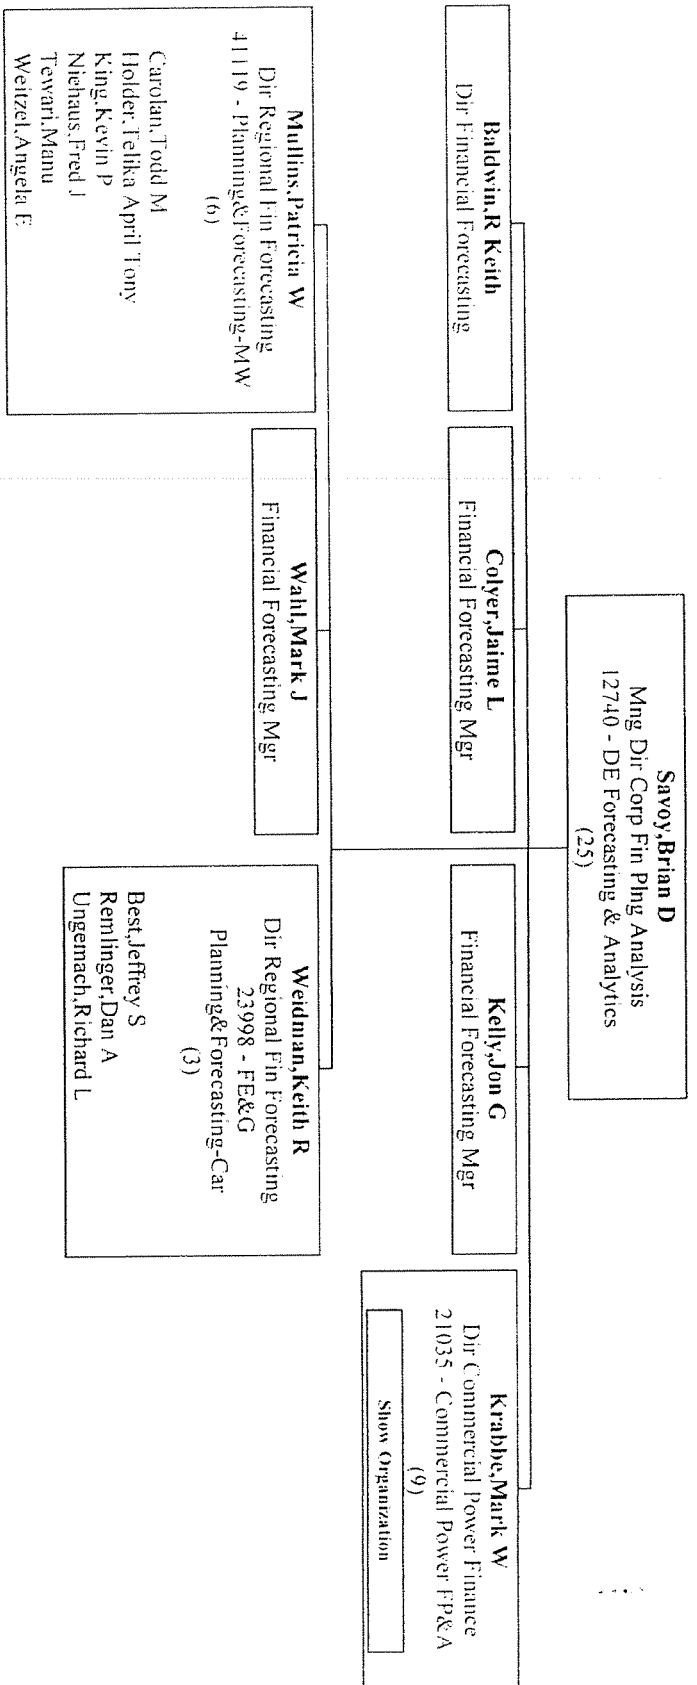 Savoy,Brian D
Mng Dir Corp Fin Plng Analysis
12740 - DE Forecasting & Analytics
(25)
Baldwin,R Keith
Dir Financial Forecasting
Colyer,Jaime L
Financial Forecasting Mgr
Kelly,Jon G
Financial Forecasting Mgr
Krabbe,Mark W
Dir Commercial Power Finance
21035 - Commercial Power FP&A
(9)
Show Organization
Mullins,Patricia W
Dir Regional Fin Forecasting
41119 - Planning&Forecasting-MW
(6)
Carolan,Todd M
Holder,Telika April Tony
King,Kevin P
Niehaus,Fred J
Tewari,Manu
Weitzel,Angela E
Wahl,Mark J
Financial Forecasting Mgr
Weidman,Keith R
Dir Regional Fin Forecasting
23998 - FE&G
Planning&Forecasting-Car
(3)
Best,Jeffrey S
Remlinger,Dan A
Ungemach,Richard L